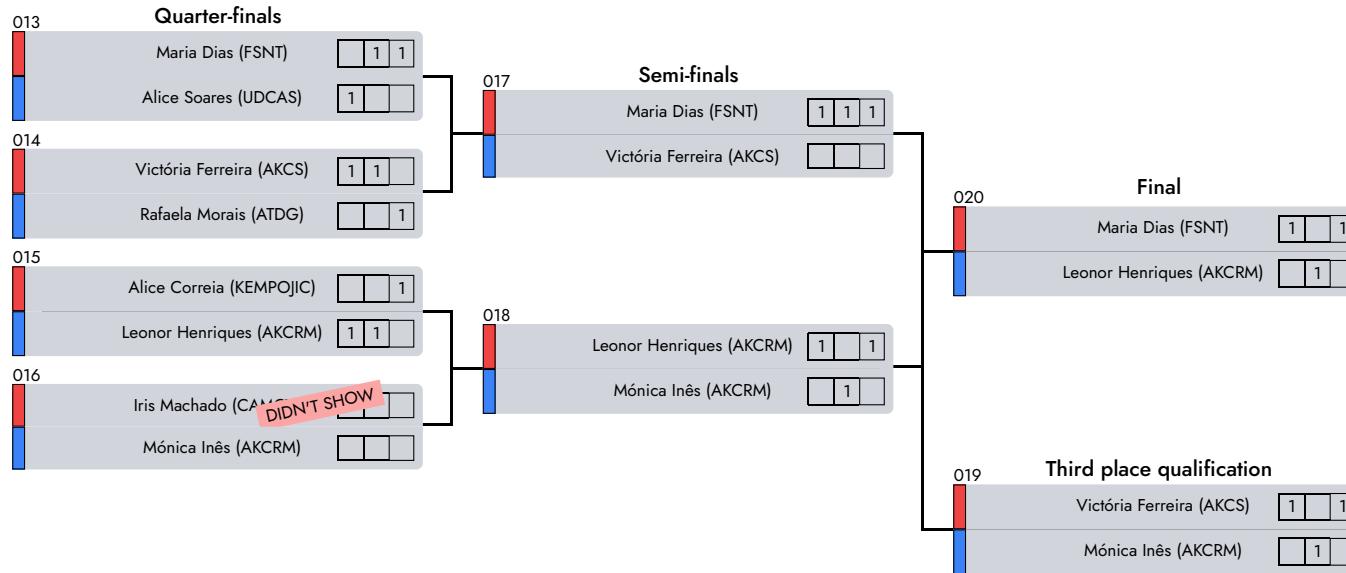 Quarter-finals
013
Maria Dias (FSNT) 1 1
Alice Soares (UDCAS) 1
014
Victória Ferreira (AKCS) 1 1
Rafaela Morais (ATDG) 1
015
Alice Correia (KEMPOJIC) 1
Leonor Henriques (AKCRM) 1 1
016
Iris Machado
DIDN'T SHOW
Mónica Inês (AKCRM)
Semi-finals
017
Maria Dias (FSNT) 1 1 1
Victória Ferreira (AKCS)
018
Leonor Henriques (AKCRM) 1 1
Mónica Inês (AKCRM) 1
Final
020
Maria Dias (FSNT) 1 1
Leonor Henriques (AKCRM) 1
Third place qualification
019
Victória Ferreira (AKCS) 1 1
Mónica Inês (AKCRM) 1